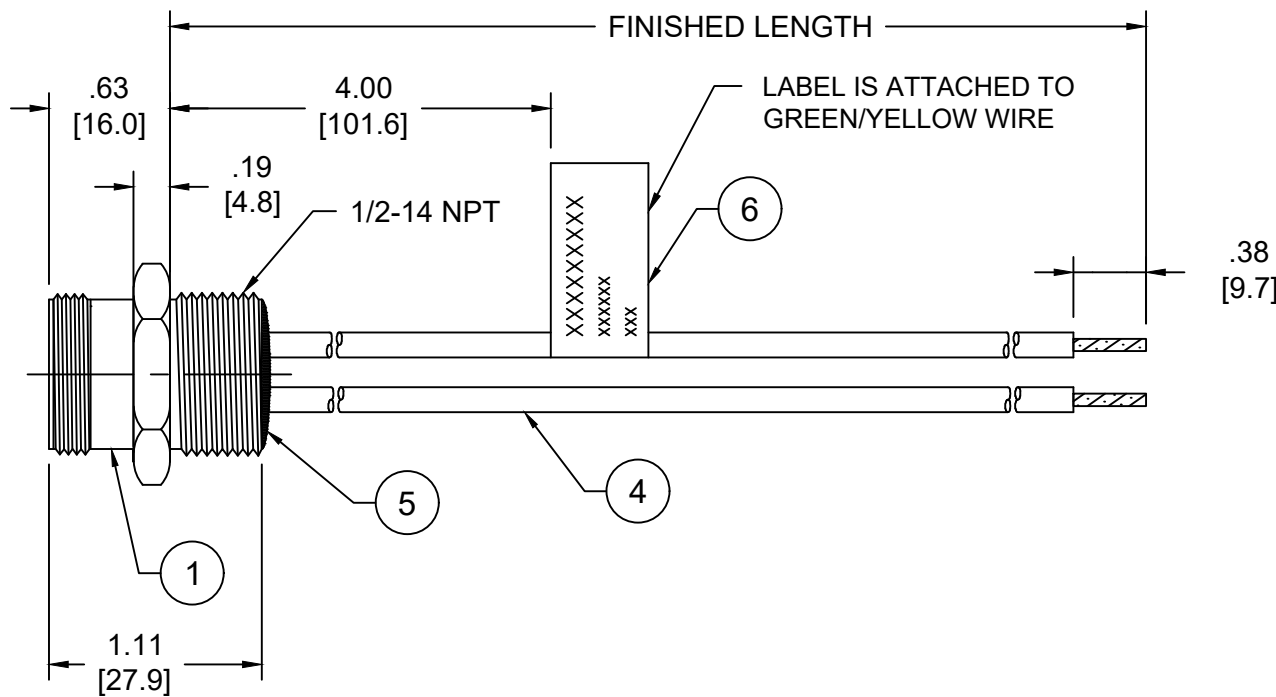 FINISHED LENGTH
.63
[16.0]
4.00
[101.6]
LABEL IS ATTACHED TO
GREEN/YELLOW WIRE
.19
[4.8]
1/2-14 NPT
XXXXXXXXX
XXXXXX
XXX
6
.38
[9.7]
5
4
1
1.11
[27.9]